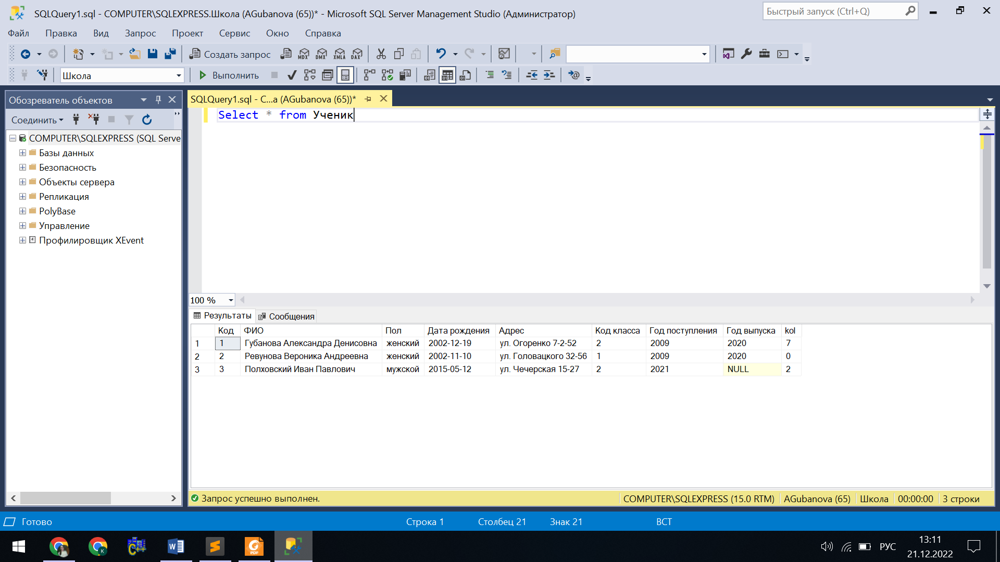 SQLQuery1.sql - COMPUTER\SQLEXPRESS.Школа (AGubanova (65))* - Microsoft SQL Server Management Studio (Администратор)
Быстрый запуск (Ctrl+Q)
Файл Правка Вид Запрос Проект Сервис Окно Справка
Создать запрос MDX DMX XMLA DAX
Школа Выполнить
Обозреватель объектов
Соединить
COMPUTER\SQLEXPRESS (SQL Serve
Базы данных
Безопасность
Объекты сервера
Репликация
PolyBase
Управление
Профилировщик XEvent
SQLQuery1.sql - C...a (AGubanova (65))*
Select * from Ученик
100 %
Результаты Сообщения
Код ФИО Пол Дата рождения Адрес Код класса Год поступления Год выпуска kol
1 1 Губанова Александра Денисовна женский 2002-12-19 ул. Огоренко 7-2-52 2 2009 2020 7
2 2 Ревунова Вероника Андреевна женский 2002-11-10 ул. Головацкого 32-56 1 2009 2020 0
3 3 Полховский Иван Павлович мужской 2015-05-12 ул. Чечерская 15-27 2 2021 NULL 2
Запрос успешно выполнен. COMPUTER\SQLEXPRESS (15.0 RTM) AGubanova (65) Школа 00:00:00 3 строки
Готово Строка 1 Столбец 21 Знак 21 ВСТ
РУС
13:11
21.12.2022